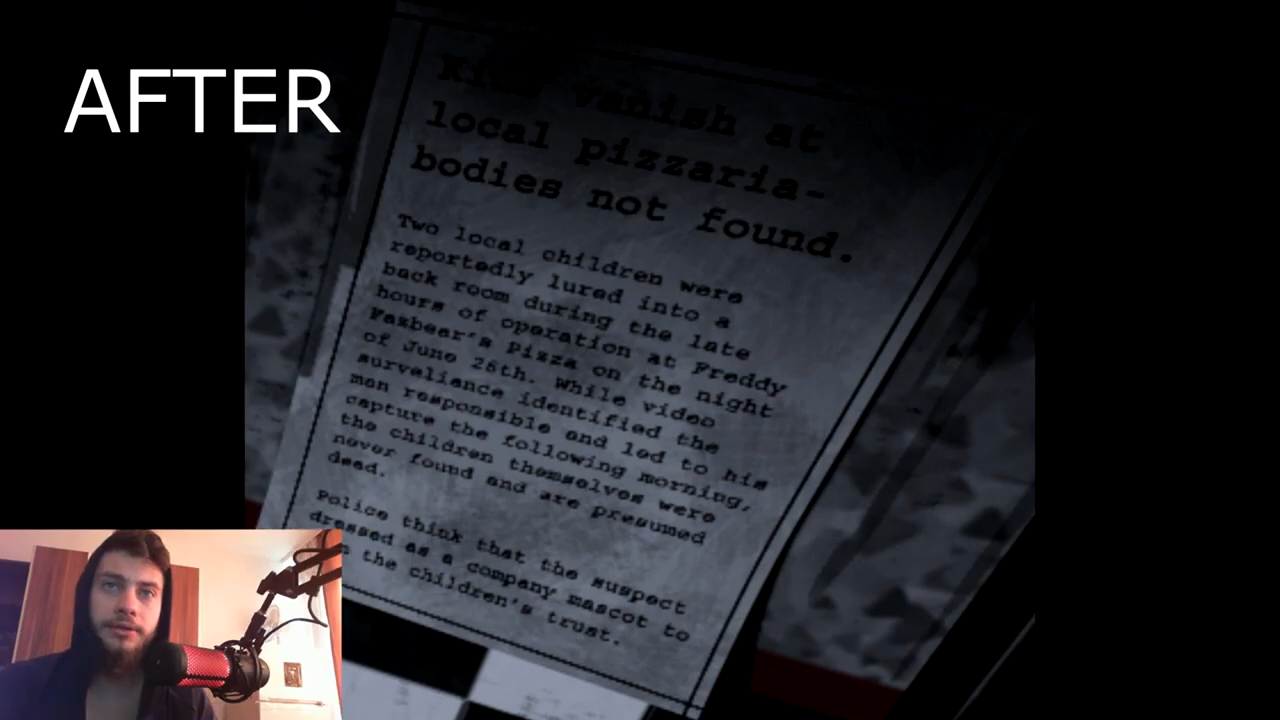 AFTER
Kids vanish at
local pizzaria-
bodies not found.
Two local children were
reportedly lured into a
back room during the late
hours of operation at Freddy
Fazbear's Pizza on the night
of June 26th. While video
surveliance identified the
man responsible and led to his
capture the following morning,
the children themselves were
never found and are presumed
dead.
Police think that the suspect
dressed as a company mascot to
the children's trust.